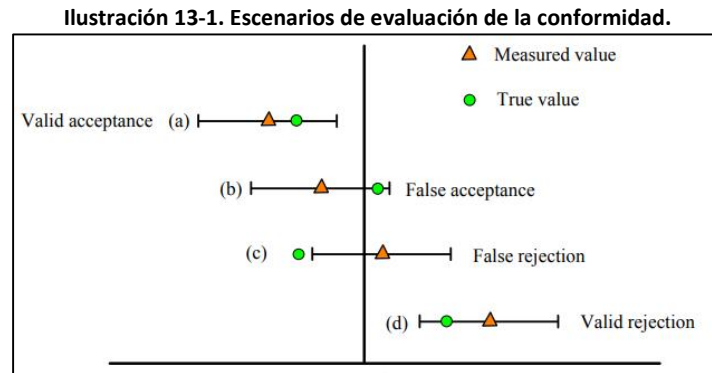 Ilustración 13-1. Escenarios de evaluación de la conformidad.
Measured value
True value
Valid acceptance (a)
(b) False acceptance
(c) False rejection
(d) Valid rejection